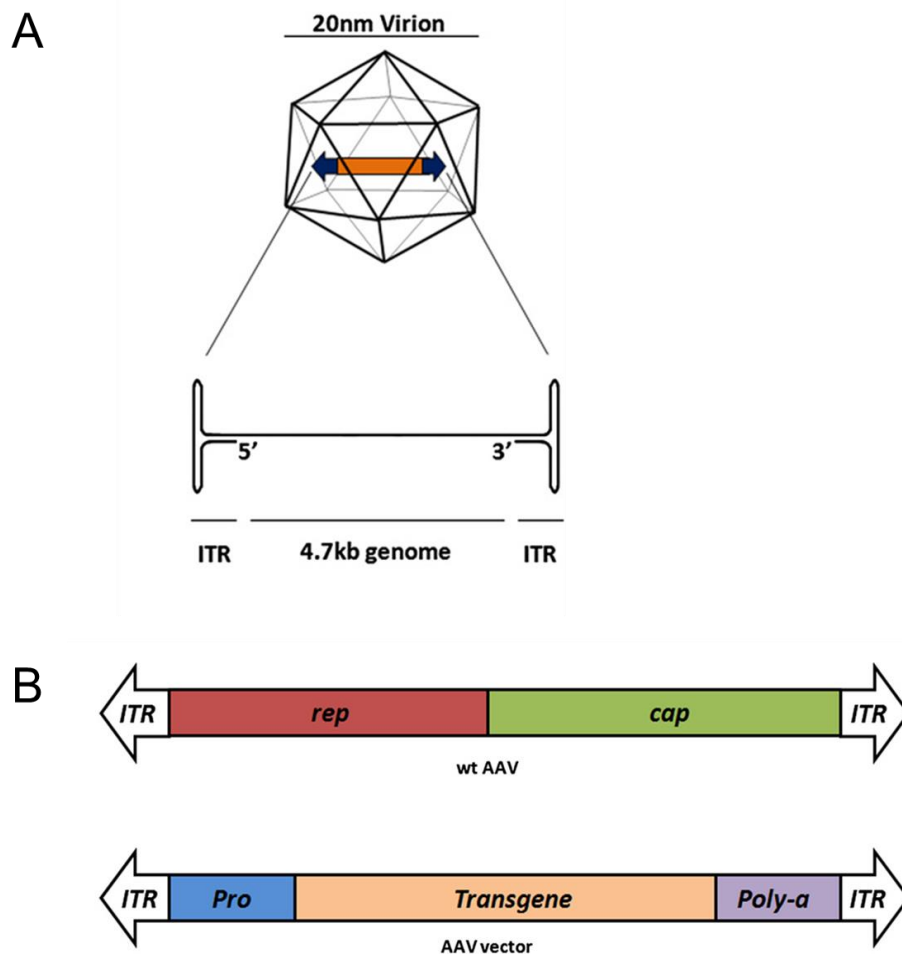 A
20nm Virion
5’ 3’
ITR 4.7kb genome ITR
B
ITR rep cap ITR
wt AAV
ITR Pro Transgene Poly-a ITR
AAV vector